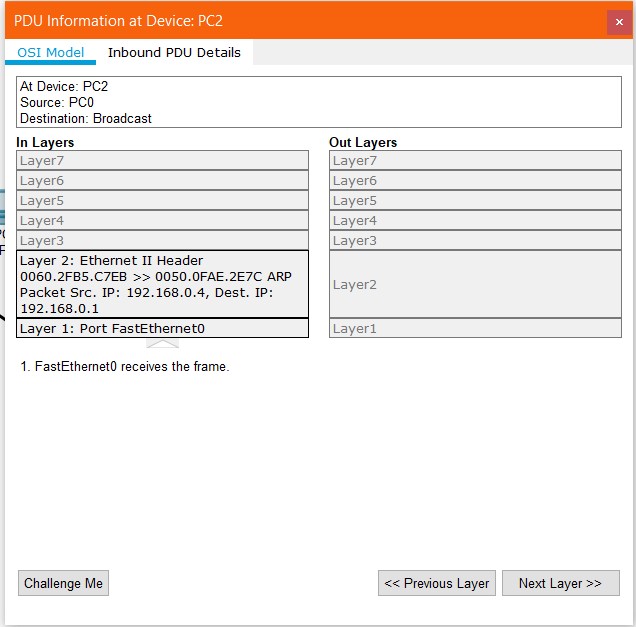 PDU Information at Device: PC2
×
OSI Model
Inbound PDU Details
At Device: PC2
Source: PC0
Destination: Broadcast
In Layers
Out Layers
Layer7
Layer7
Layer6
Layer6
Layer5
Layer5
Layer4
Layer4
Layer3
Layer3
Layer 2: Ethernet II Header
0060.2FB5.C7EB >> 0050.0FAE.2E7C ARP
Packet Src. IP: 192.168.0.4, Dest. IP:
192.168.0.1
Layer2
Layer 1: Port FastEthernet0
Layer1
1. FastEthernet0 receives the frame.
Challenge Me
<< Previous Layer
Next Layer >>